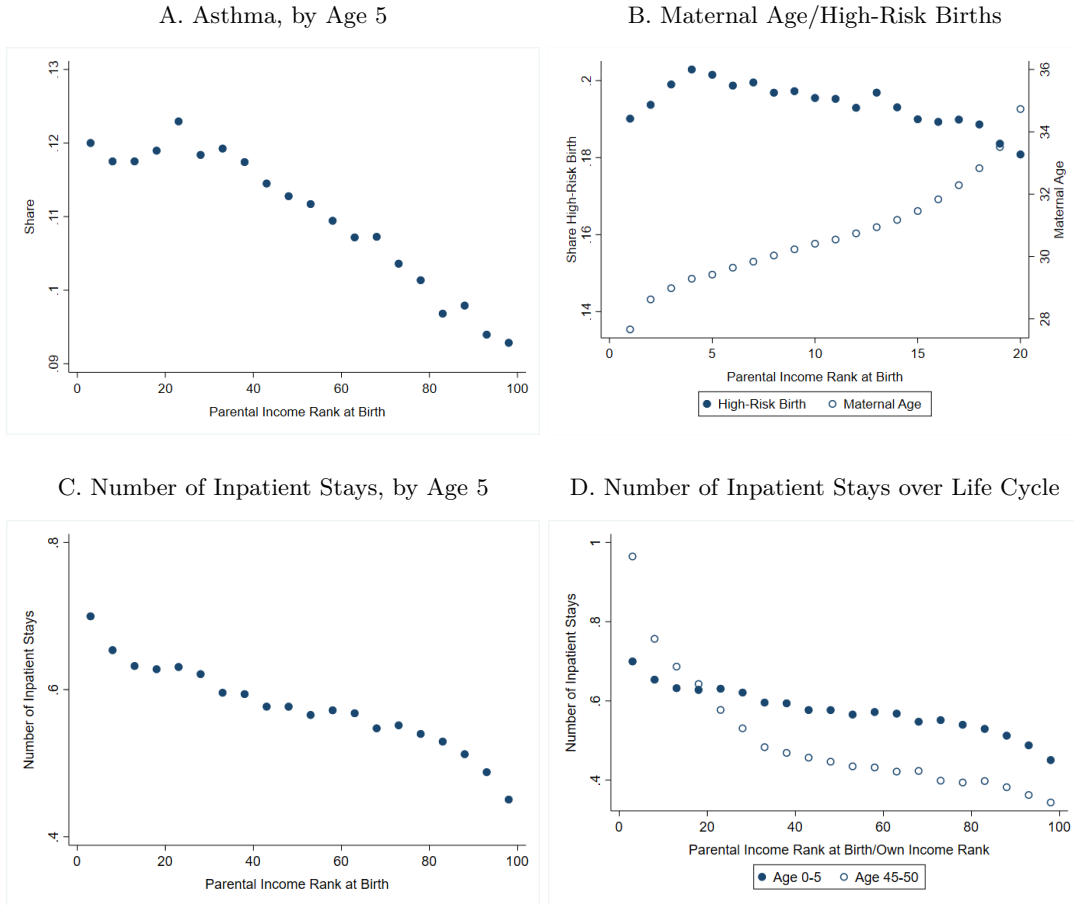 A. Asthma, by Age 5
.13
.12
.11
.1
.09
Share
0 20 40 60 80 100
Parental Income Rank at Birth
B. Maternal Age/High-Risk Births
.2
.18
.16
.14
Share High-Risk Birth
36
34
32
30
28
Maternal Age
0 5 10 15 20
Parental Income Rank at Birth
High-Risk Birth Maternal Age
C. Number of Inpatient Stays, by Age 5
.8
.6
.4
Number of Inpatient Stays
0 20 40 60 80 100
Parental Income Rank at Birth
D. Number of Inpatient Stays over Life Cycle
1
.8
.6
.4
Number of Inpatient Stays
0 20 40 60 80 100
Parental Income Rank at Birth/Own Income Rank
Age 0-5 Age 45-50